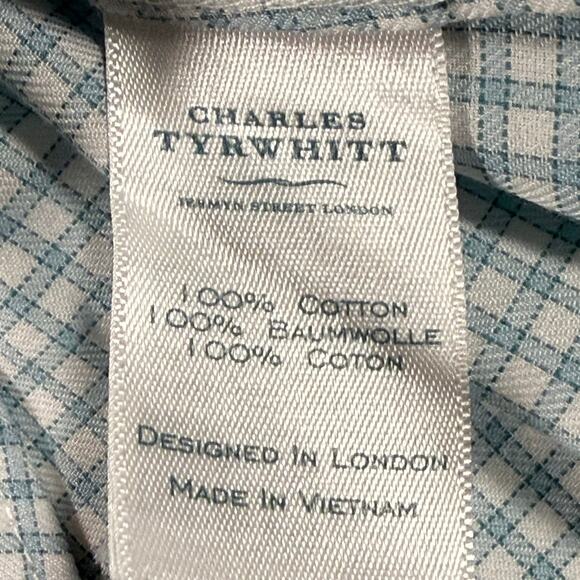 CHARLES
TYRWHITT
JERMYN STREET LONDON
100% COTTON
100% BAUMWOLLE
100% COTON
DESIGNED IN LONDON
MADE IN VIETNAM